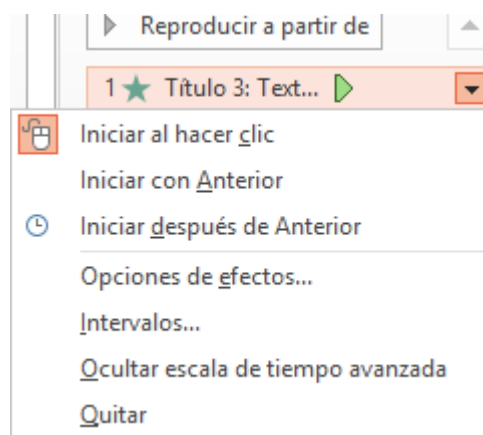 Reproducir a partir de
1 Título 3: Text...
Iniciar al hacer clic
Iniciar con Anterior
Iniciar después de Anterior
Opciones de efectos...
Intervalos...
Ocultar escala de tiempo avanzada
Quitar